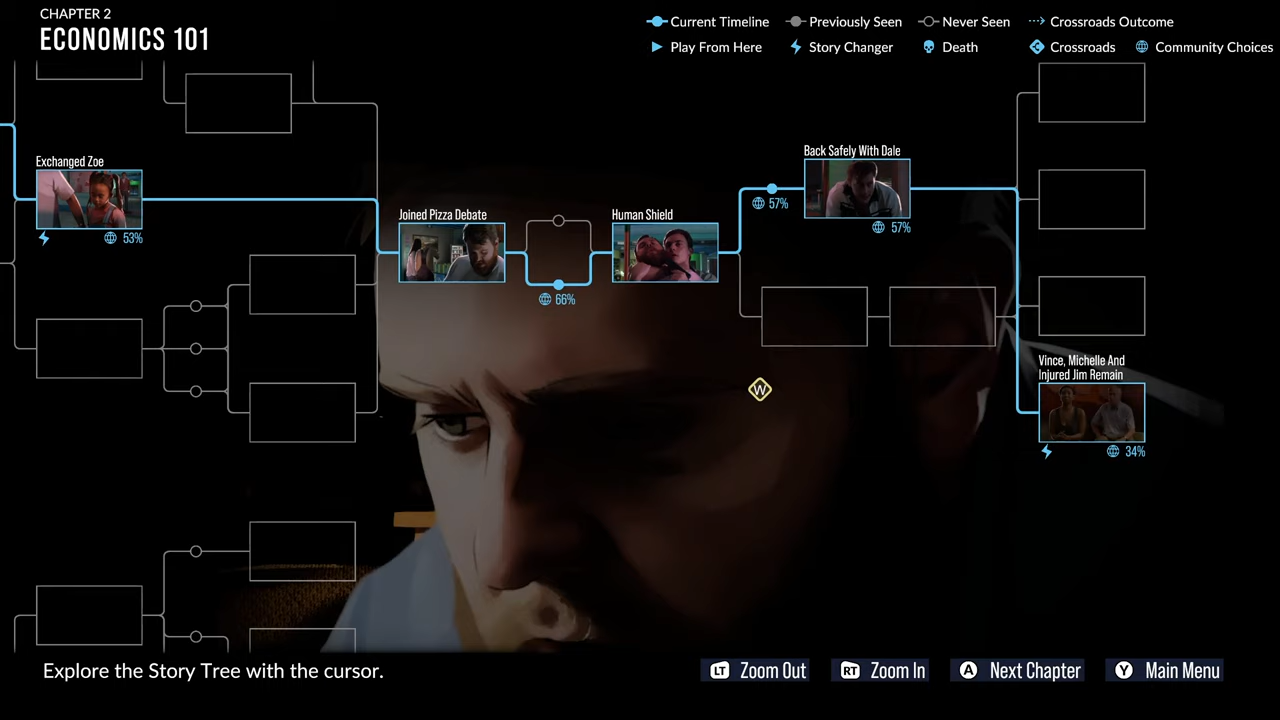 CHAPTER 2
ECONOMICS 101
Current Timeline
Previously Seen
Never Seen
Crossroads Outcome
Play From Here
Story Changer
Death
Crossroads
Community Choices
Exchanged Zoe
53%
Joined Pizza Debate
66%
Human Shield
57%
Back Safely With Dale
57%
Vince, Michelle And
Injured Jim Remain
34%
W
Explore the Story Tree with the cursor.
LT Zoom Out
RT Zoom In
A Next Chapter
Y Main Menu